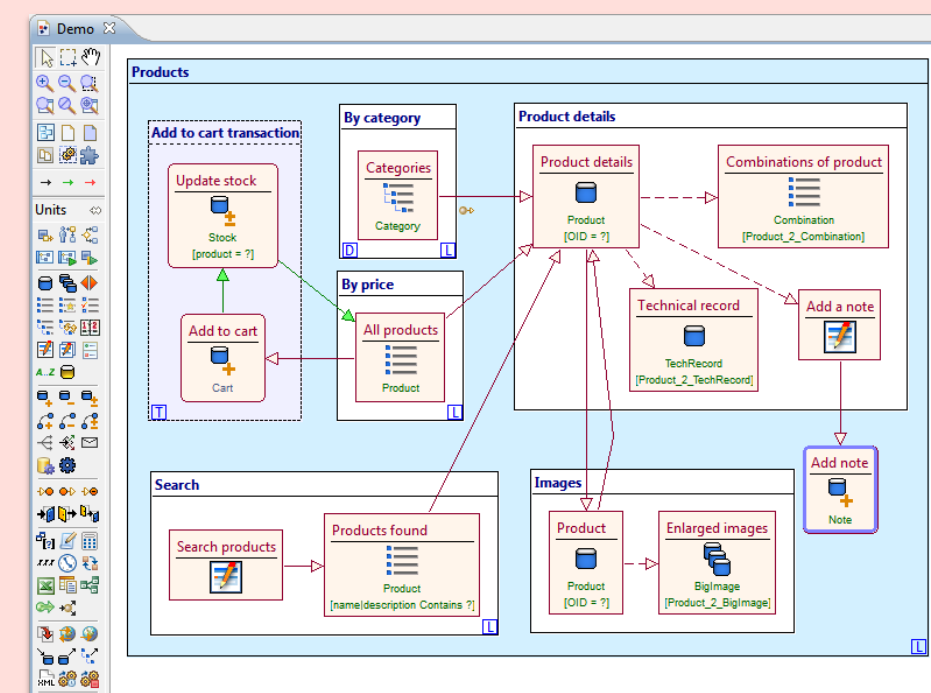 Demo
Units
A..Z
XML
Products
Add to cart transaction
Update stock
Stock
[product = ?]
Add to cart
Cart
T
By category
Categories
Category
D
L
By price
All products
Product
L
Product details
Product details
Product
[OID = ?]
Combinations of product
Combination
[Product_2_Combination]
Technical record
TechRecord
[Product_2_TechRecord]
Add a note
Add note
Note
Search
Search products
Products found
Product
[name|description Contains ?]
L
Images
Product
Product
[OID = ?]
Enlarged images
BigImage
[Product_2_BigImage]
L